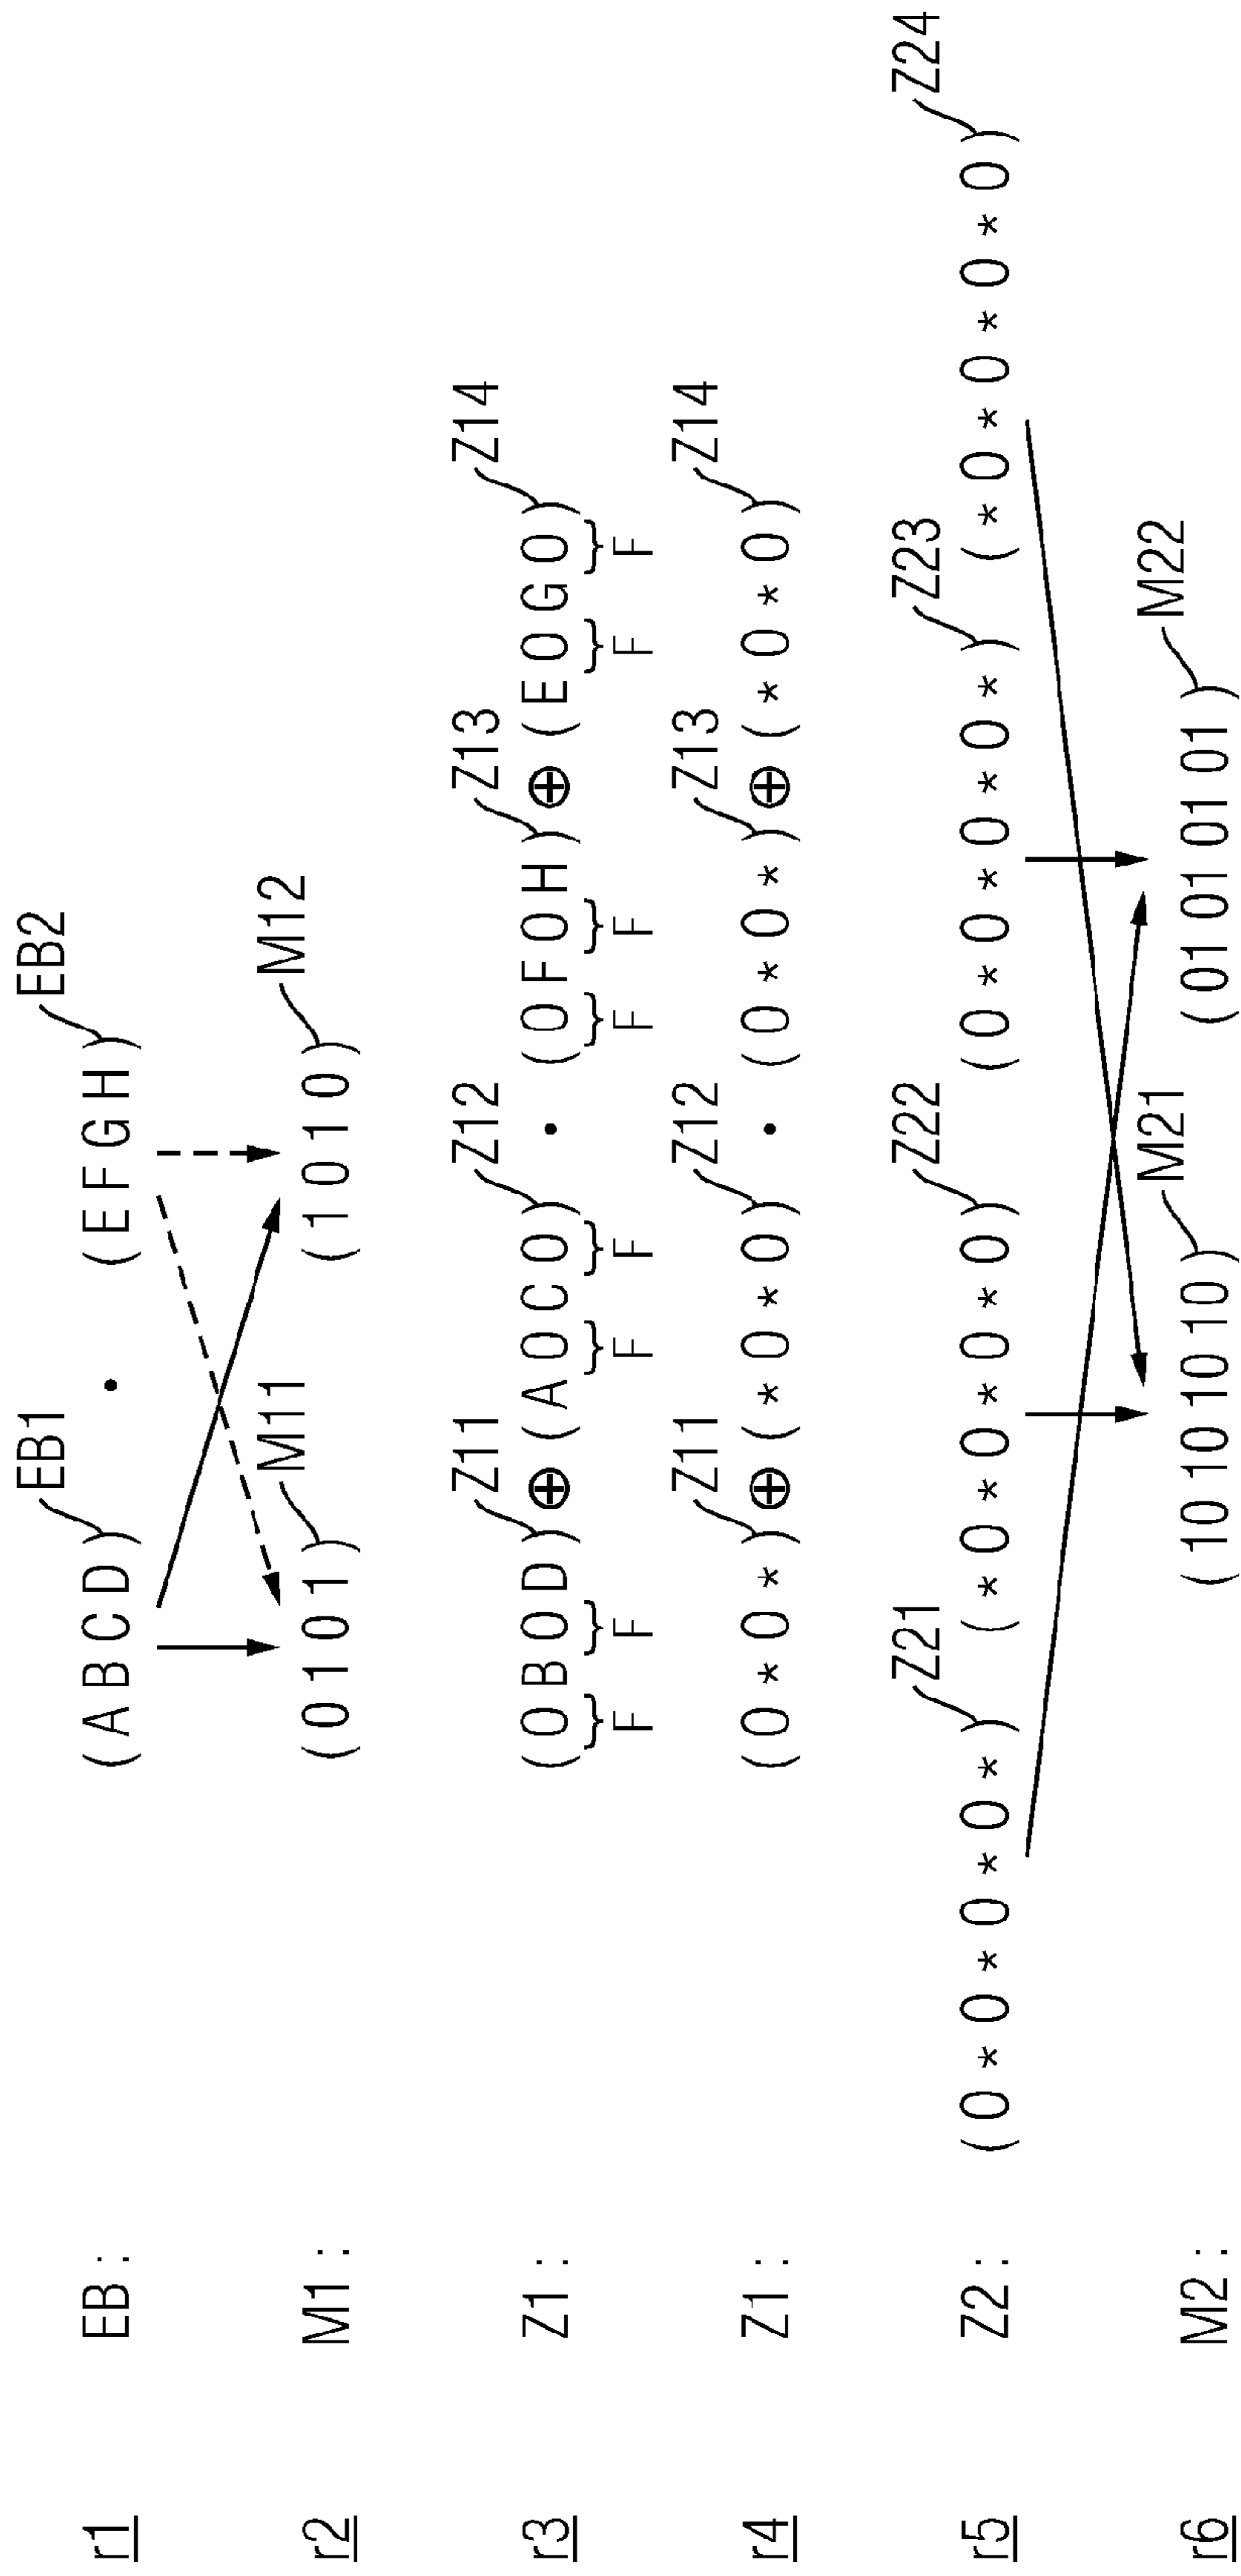 EB1 EB2
r1 EB : (A B C D) • (E F G H)
M11 M12
r2 M1 : (0 1 0 1) (1 0 1 0)
Z11 Z12 Z13 Z14
r3 Z1 : (0 B 0 D) ⊕ (A 0 C 0) • (0 F 0 H) ⊕ (E 0 G 0)
F F F F F F F F
Z11 Z12 Z13 Z14
r4 Z1 : (0 * 0 *) ⊕ (* 0 * 0) • (0 * 0 *) ⊕ (* 0 * 0)
Z21 Z22 Z23 Z24
r5 Z2 : (0 * 0 * 0 * 0 *) (* 0 * 0 * 0 * 0) (0 * 0 * 0 * 0 *) (* 0 * 0 * 0 * 0)
M21 M22
r6 M2 : (10 10 10 10) (01 01 01 01)